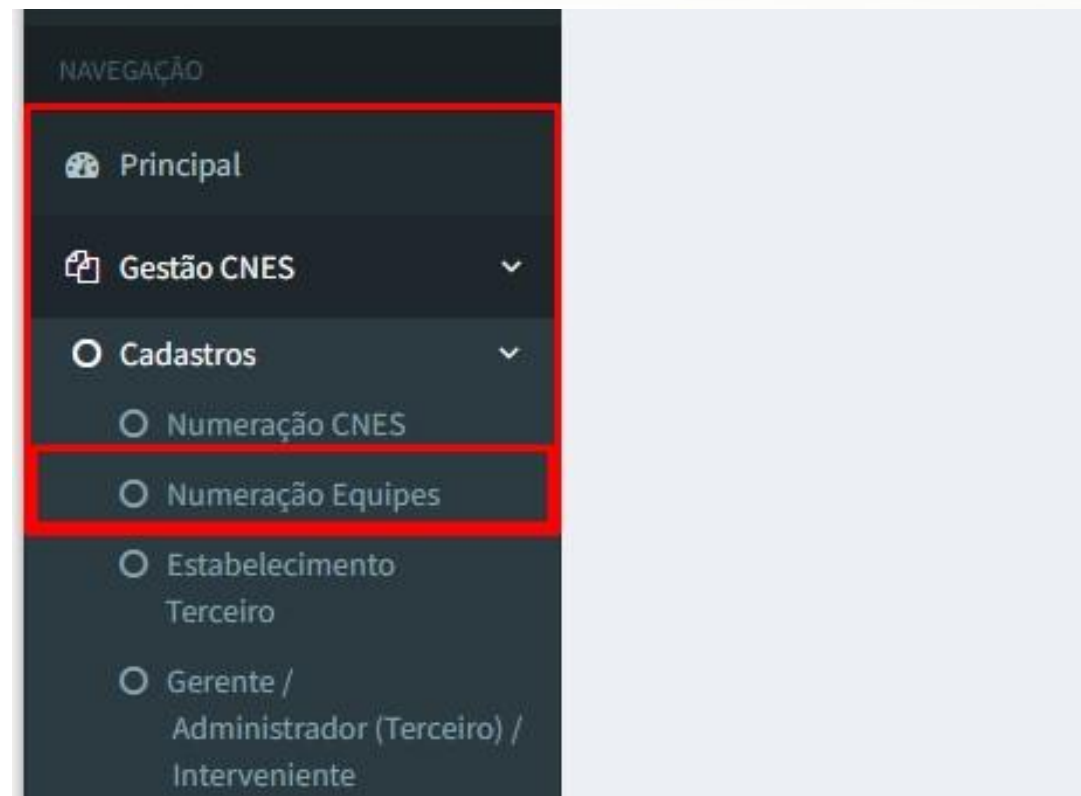 NAVEGAÇÃO
Principal
Gestão CNES
Cadastros
Numeração CNES
Numeração Equipes
Estabelecimento
Terceiro
Gerente /
Administrador (Terceiro) /
Interveniente